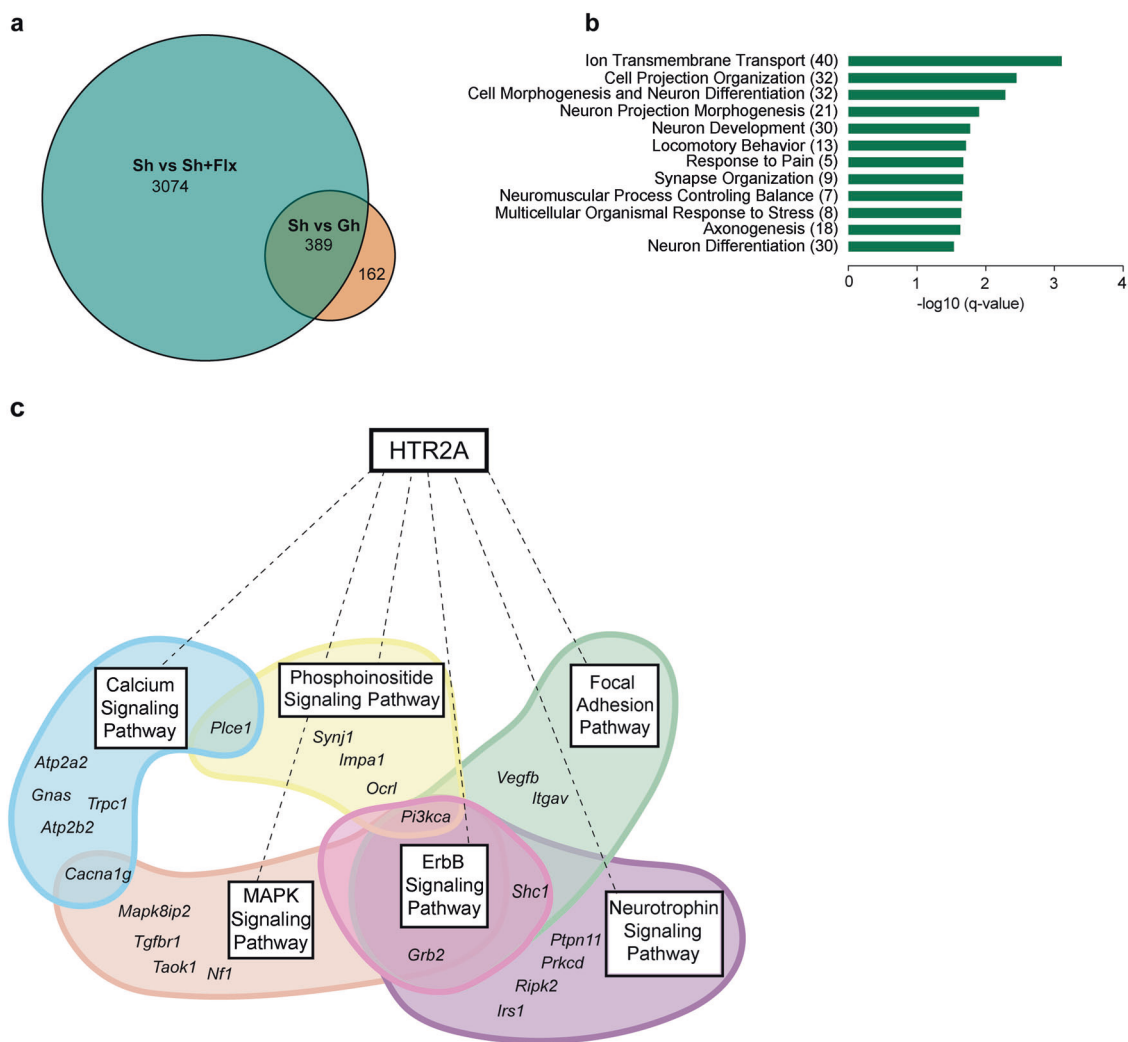 a
Sh vs Sh+Flx
3074
Sh vs Gh
389
162
b
Ion Transmembrane Transport (40)
Cell Projection Organization (32)
Cell Morphogenesis and Neuron Differentiation (32)
Neuron Projection Morphogenesis (21)
Neuron Development (30)
Locomotory Behavior (13)
Response to Pain (5)
Synapse Organization (9)
Neuromuscular Process Controling Balance (7)
Multicellular Organismal Response to Stress (8)
Axonogenesis (18)
Neuron Differentiation (30)
0 1 2 3 4
-log10 (q-value)
c
HTR2A
Calcium
Signaling
Pathway
Plce1
Atp2a2
Gnas
Trpc1
Atp2b2
Cacna1g
Phosphoinositide
Signaling Pathway
Synj1
Impa1
Ocrl
Pi3kca
Focal
Adhesion
Pathway
Vegfb
Itgav
MAPK
Signaling
Pathway
Mapk8ip2
Tgfbr1
Taok1
Nf1
ErbB
Signaling
Pathway
Shc1
Grb2
Neurotrophin
Signaling
Pathway
Ptpn11
Prkcd
Ripk2
Irs1